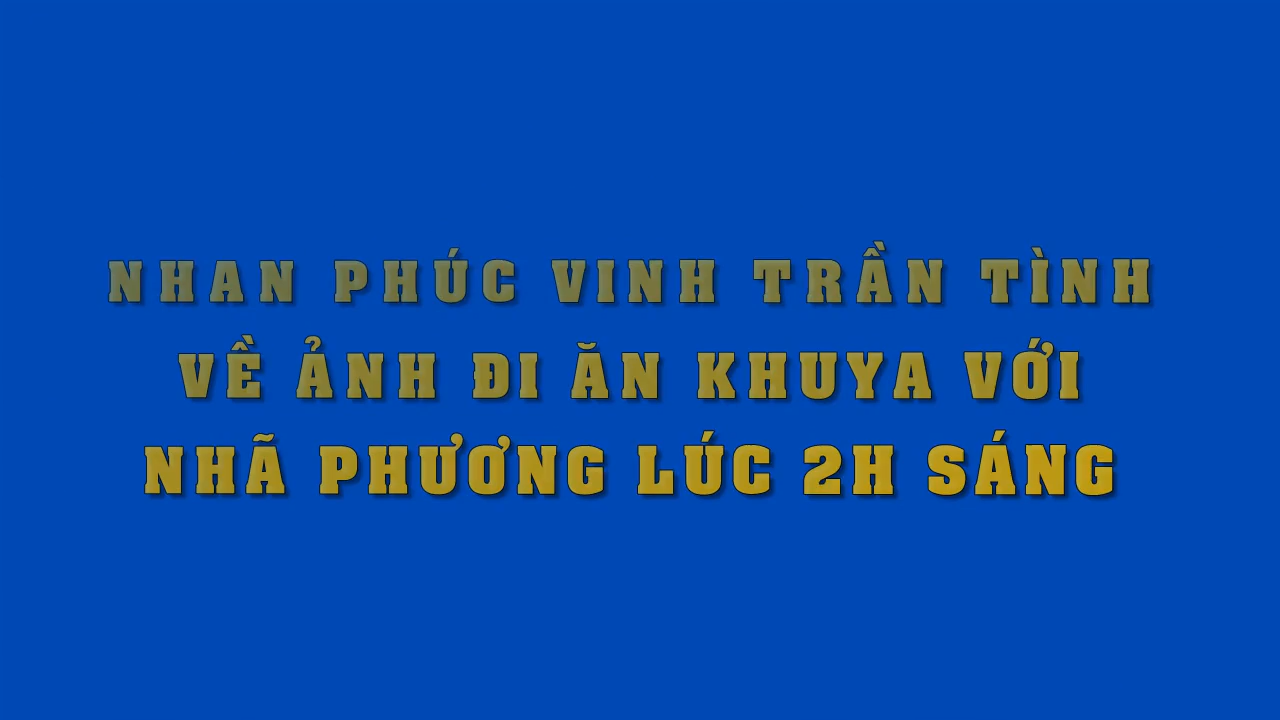 NHAN PHÚC VINH TRẦN TÌNH
VỀ ẢNH ĐI ĂN KHUYA VỚI
NHÃ PHƯƠNG LÚC 2H SÁNG